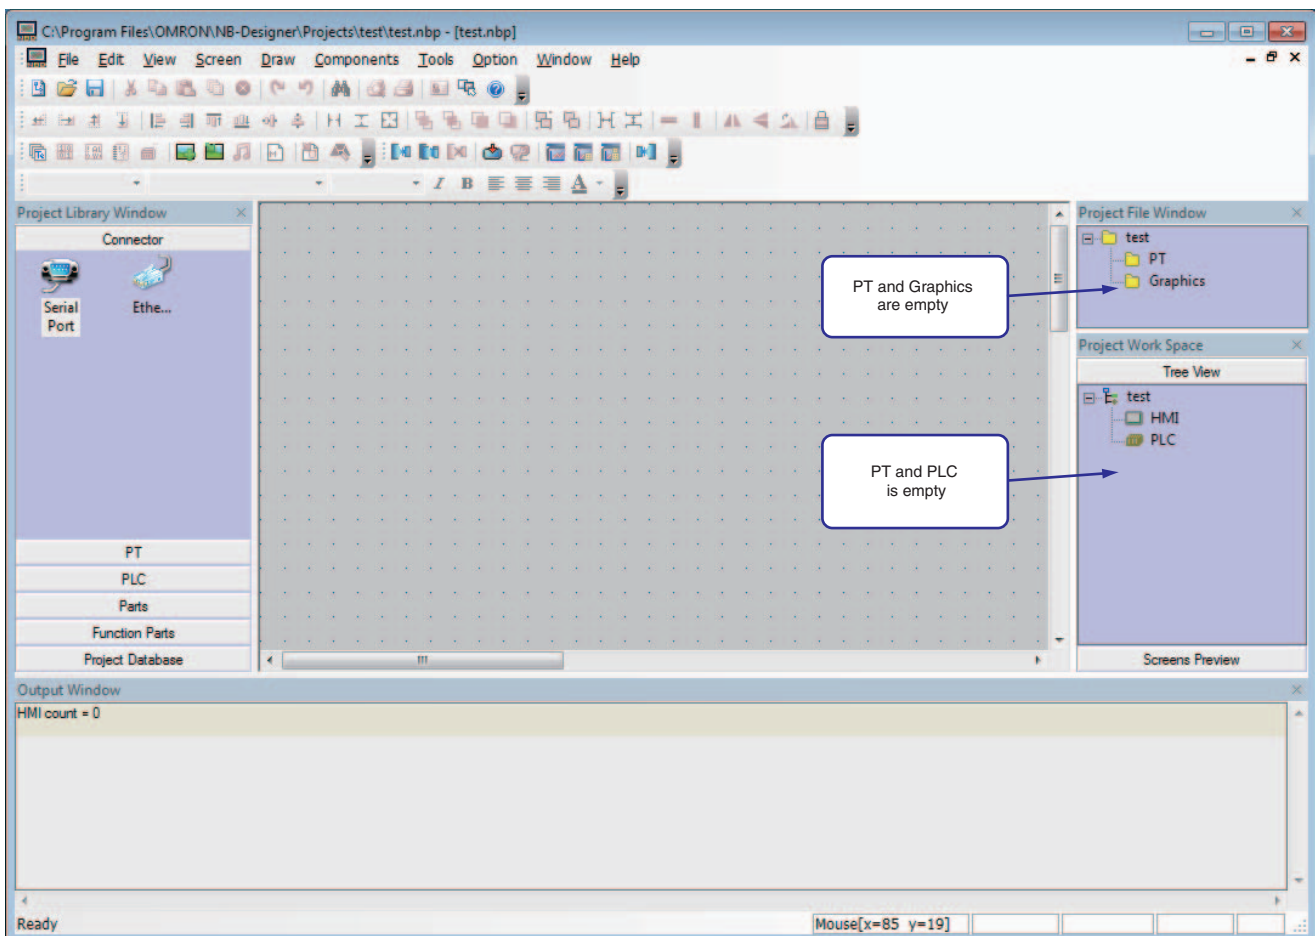 C:\Program Files\OMRON\NB-Designer\Projects\test\test.nbp - [test.nbp]
File Edit View Screen Draw Components Tools Option Window Help
I B A
Project Library Window
Connector
Serial Port
Ethe...
PT
PLC
Parts
Function Parts
Project Database
PT and Graphics
are empty
PT and PLC
is empty
Project File Window
test
PT
Graphics
Project Work Space
Tree View
test
HMI
PLC
Screens Preview
Output Window
HMI count = 0
Ready
Mouse[x=85 y=19]